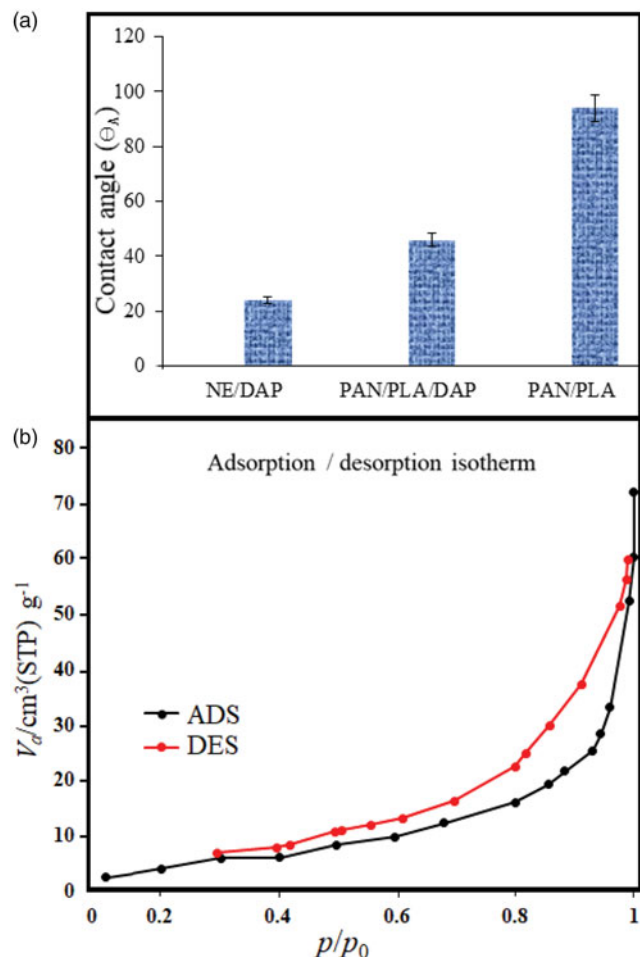 (a)
120
100
80
60
40
20
0
Contact angle (Θ_A)
NE/DAP PAN/PLA/DAP PAN/PLA
(b)
Adsorption / desorption isotherm
80
70
60
50
40
30
20
10
0
V_a/cm³(STP) g⁻¹
ADS
DES
0 0.2 0.4 0.6 0.8 1
p/p₀